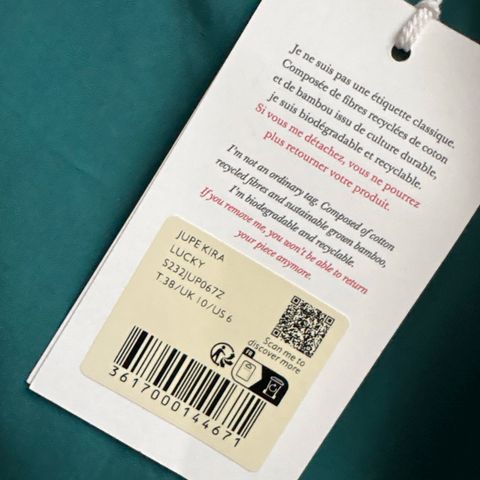 Je ne suis pas une étiquette classique.
Composée de fibres recyclées de coton
et de bambou issu de culture durable,
je suis biodégradable et recyclable.
Si vous me détachez, vous ne pourrez
plus retourner votre produit.
I'm not an ordinary tag. Composed of cotton
recycled fibres and sustainable grown bamboo,
I'm biodegradable and recyclable.
If you remove me, you won't be able to return
your piece anymore.
JUPE KIRA
LUCKY
S232JUP067Z
T.38/UK 10/US 6
Scan me to
discover more
FR
3617000144671